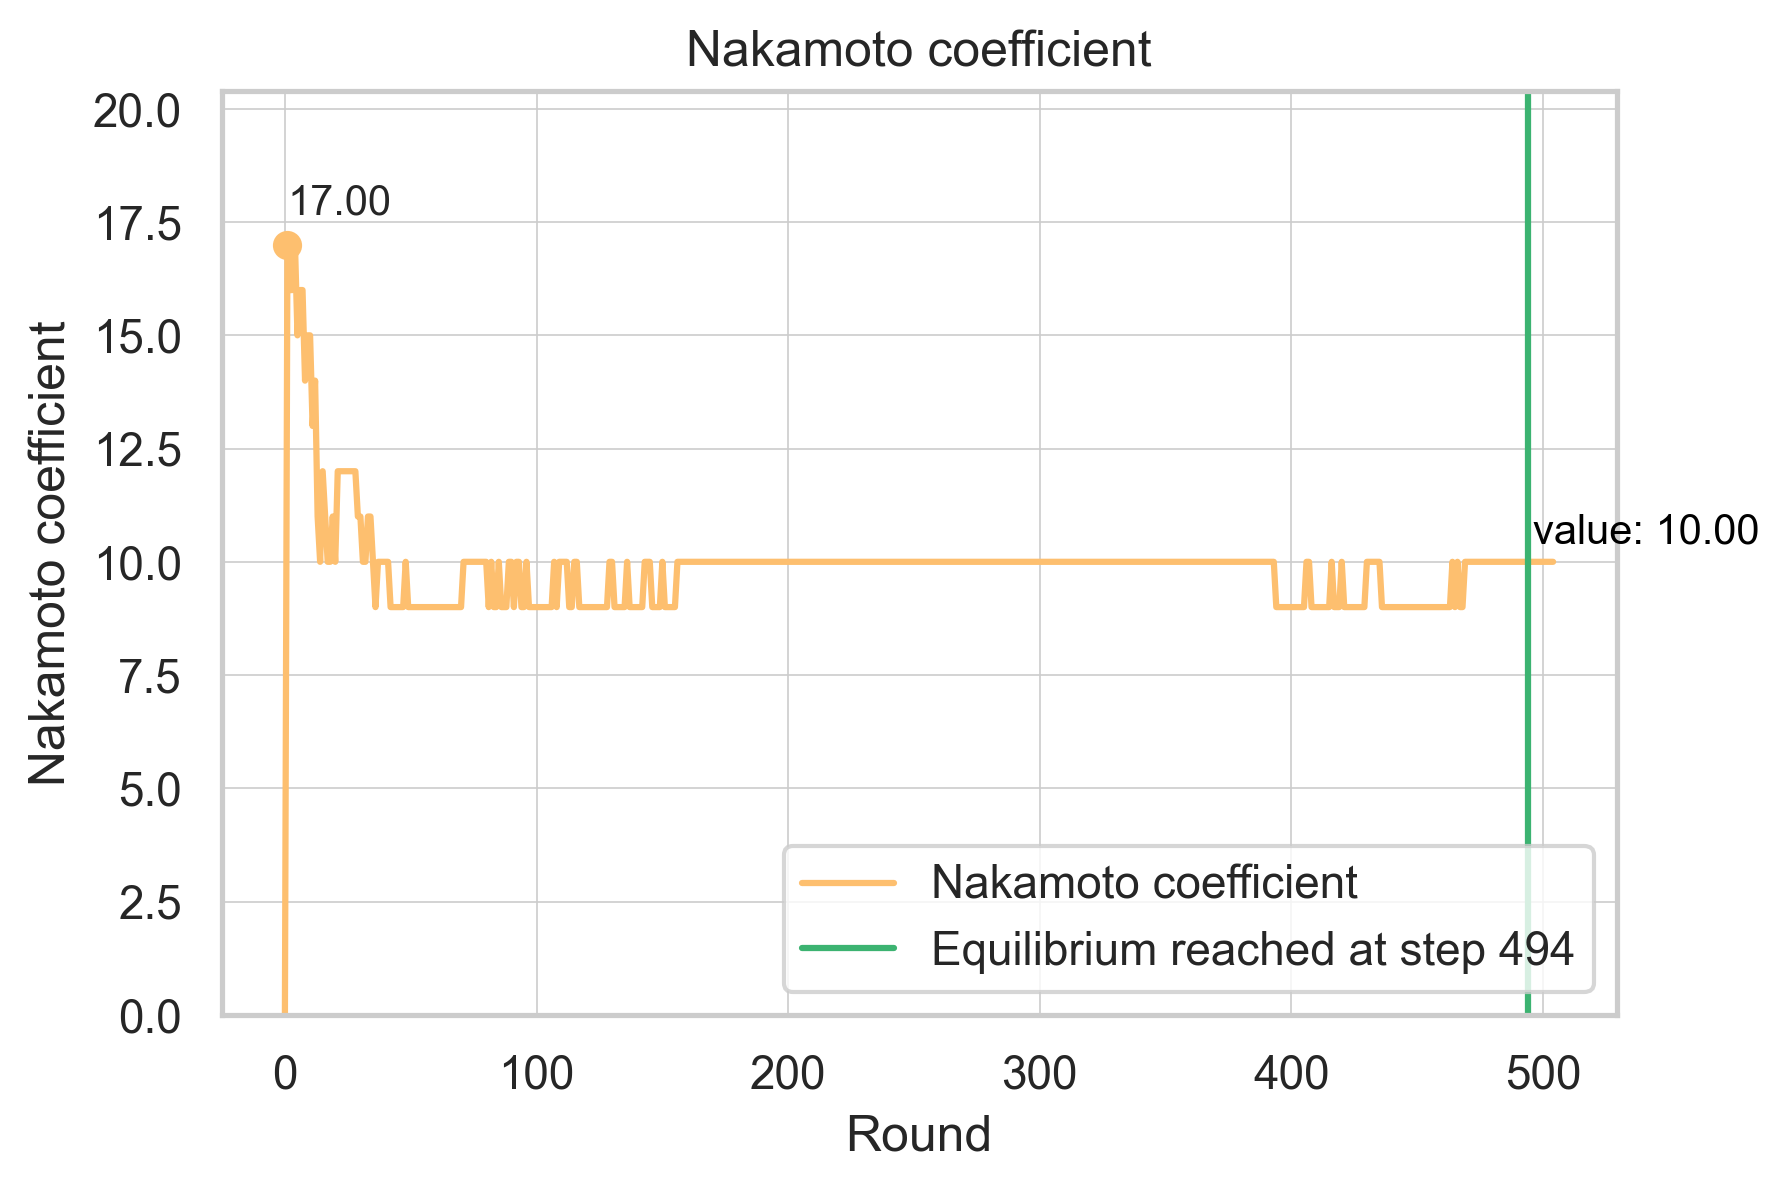 Nakamoto coefficient
20.0
17.00
17.5
15.0
12.5
value: 10.00
10.0
7.5
5.0
2.5
0.0
Nakamoto coefficient
Nakamoto coefficient
Equilibrium reached at step 494
0 100 200 300 400 500
Round